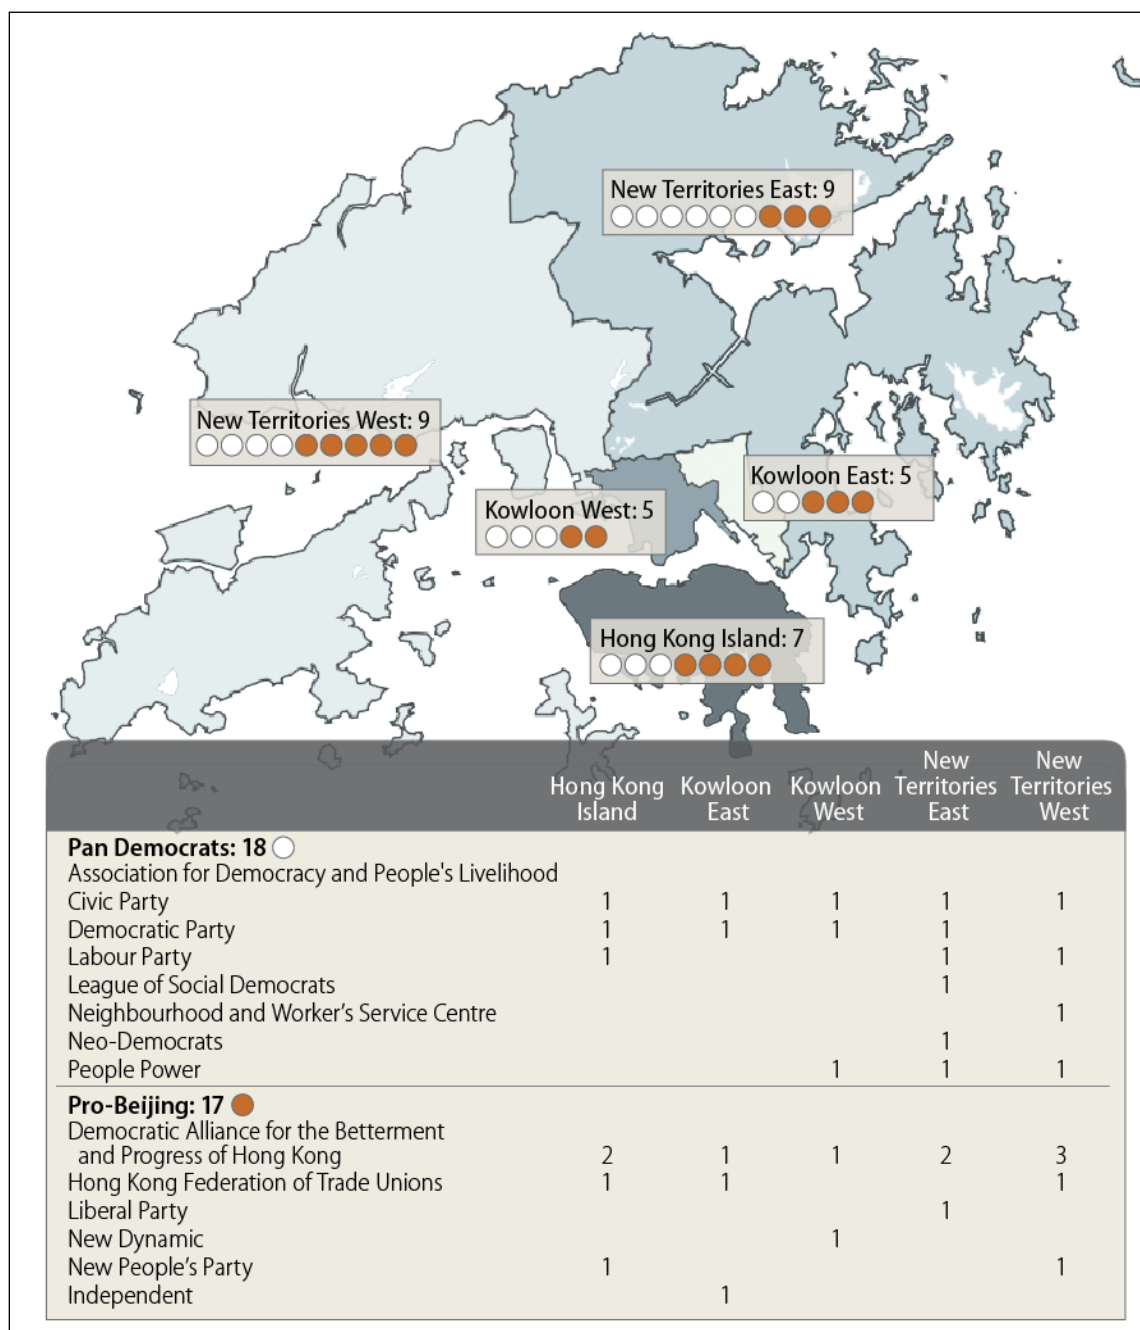 New Territories East: 9
New Territories West: 9
Kowloon East: 5
Kowloon West: 5
Hong Kong Island: 7
Hong Kong Island Kowloon East Kowloon West New Territories East New Territories West
Pan Democrats: 18
Association for Democracy and People's Livelihood
Civic Party 1 1 1 1 1
Democratic Party 1 1 1 1
Labour Party 1 1 1
League of Social Democrats 1
Neighbourhood and Worker’s Service Centre 1
Neo-Democrats 1
People Power 1 1 1
Pro-Beijing: 17
Democratic Alliance for the Betterment
and Progress of Hong Kong 2 1 1 2 3
Hong Kong Federation of Trade Unions 1 1 1
Liberal Party 1
New Dynamic 1
New People’s Party 1 1
Independent 1